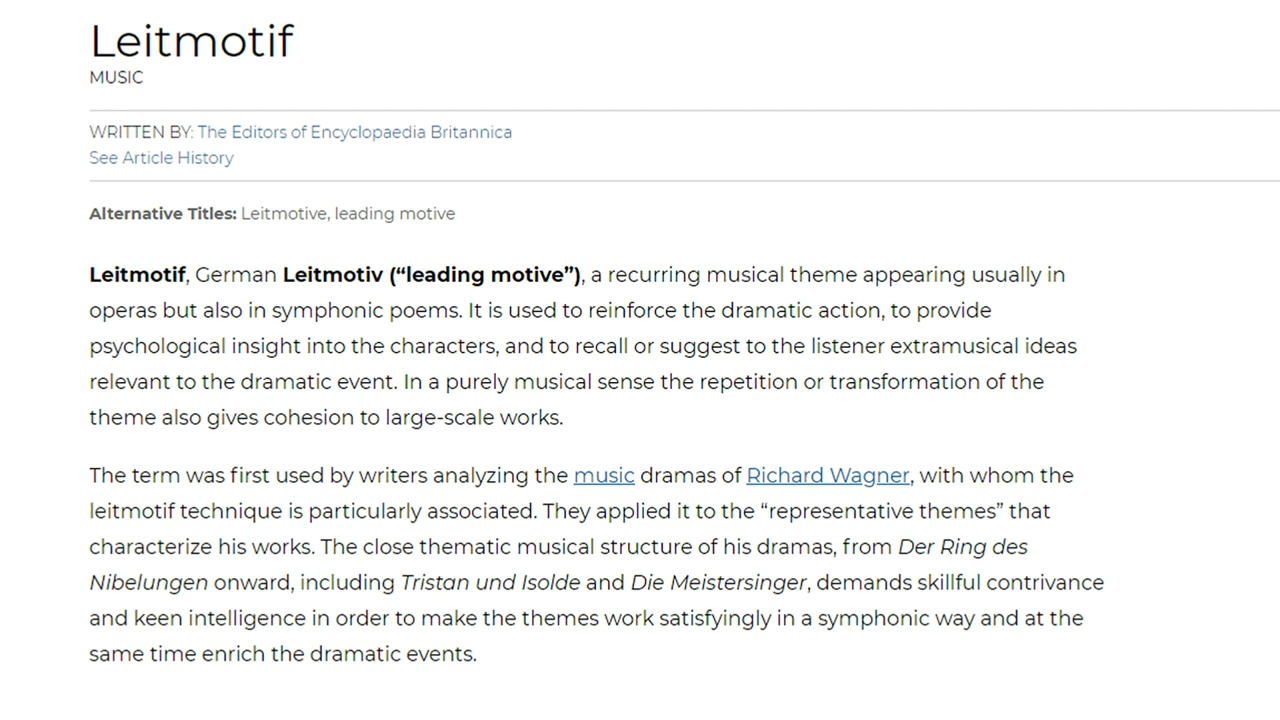 Leitmotif
MUSIC
WRITTEN BY: The Editors of Encyclopaedia Britannica
See Article History
Alternative Titles: Leitmotive, leading motive
Leitmotif, German Leitmotiv (“leading motive”), a recurring musical theme appearing usually in
operas but also in symphonic poems. It is used to reinforce the dramatic action, to provide
psychological insight into the characters, and to recall or suggest to the listener extramusical ideas
relevant to the dramatic event. In a purely musical sense the repetition or transformation of the
theme also gives cohesion to large-scale works.
The term was first used by writers analyzing the music dramas of Richard Wagner, with whom the
leitmotif technique is particularly associated. They applied it to the “representative themes” that
characterize his works. The close thematic musical structure of his dramas, from Der Ring des
Nibelungen onward, including Tristan und Isolde and Die Meistersinger, demands skillful contrivance
and keen intelligence in order to make the themes work satisfyingly in a symphonic way and at the
same time enrich the dramatic events.